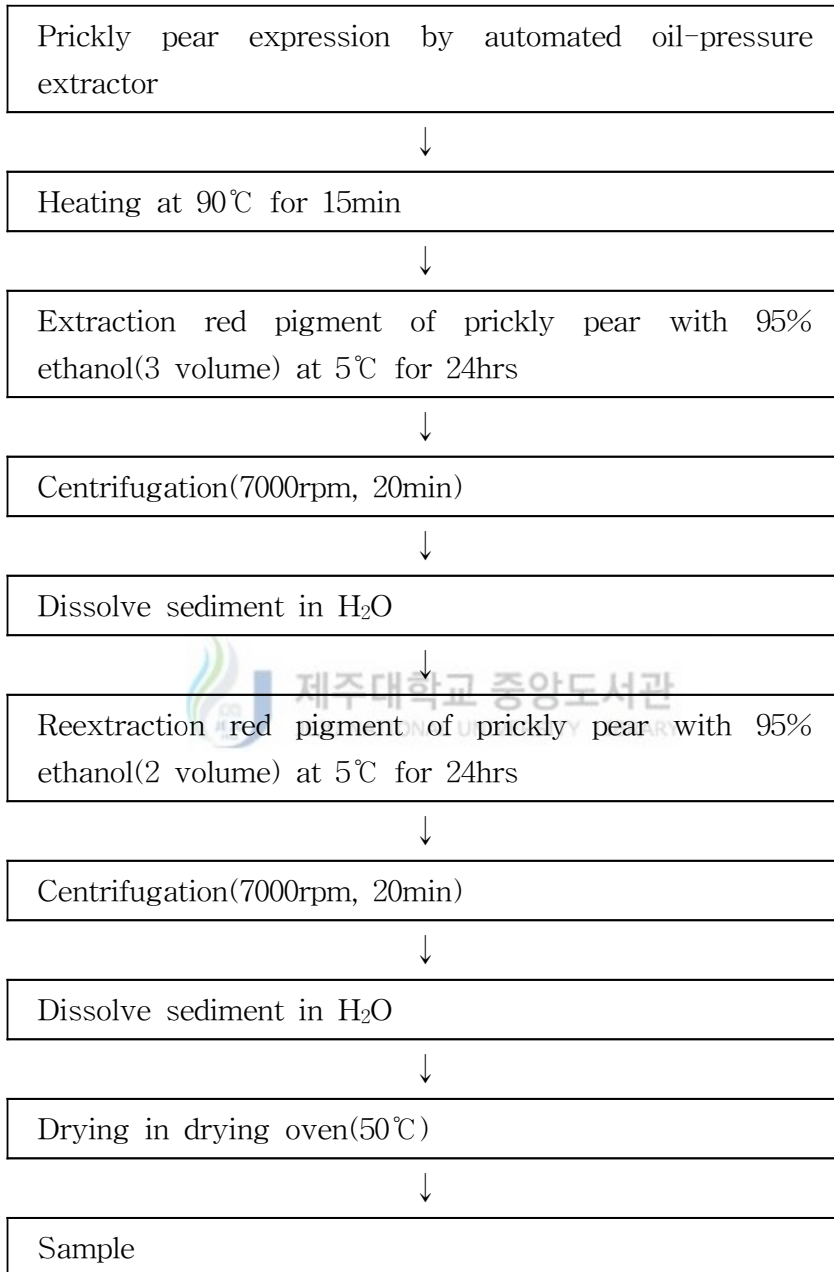 Prickly pear expression by automated oil-pressure
extractor
↓
Heating at 90℃ for 15min
↓
Extraction red pigment of prickly pear with 95%
ethanol(3 volume) at 5℃ for 24hrs
↓
Centrifugation(7000rpm, 20min)
↓
Dissolve sediment in H₂O
↓
제주대학교 중앙도서관
Reextraction red pigment of prickly pear with 95%
ethanol(2 volume) at 5℃ for 24hrs
↓
Centrifugation(7000rpm, 20min)
↓
Dissolve sediment in H₂O
↓
Drying in drying oven(50℃)
↓
Sample